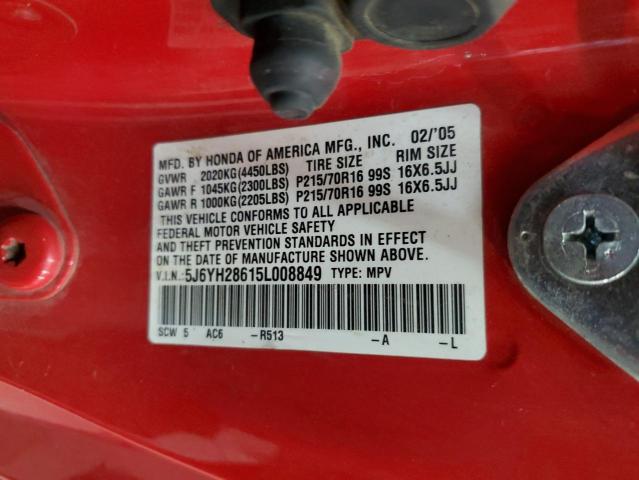 MFD. BY HONDA OF AMERICA MFG., INC. 02/'05
GVWR 2020KG(4450LBS) TIRE SIZE RIM SIZE
GAWR F 1045KG(2300LBS) P215/70R16 99S 16X6.5JJ
GAWR R 1000KG(2205LBS) P215/70R16 99S 16X6.5JJ
THIS VEHICLE CONFORMS TO ALL APPLICABLE
FEDERAL MOTOR VEHICLE SAFETY
AND THEFT PREVENTION STANDARDS IN EFFECT
ON THE DATE OF MANUFACTURE SHOWN ABOVE.
V.I.N.: 5J6YH28615L008849 TYPE: MPV
SCW 5 AC6 -R513 -A -L